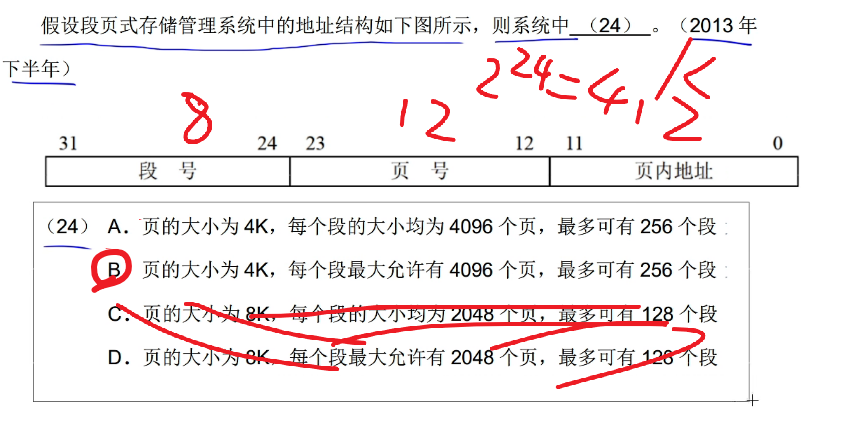 假设段页式存储管理系统中的地址结构如下图所示，则系统中 （24） 。（2013年
下半年）
8 12
31 24 23 12 11 0
段 号 页 号 页内地址
（24） A．页的大小为 4K，每个段的大小均为 4096 个页，最多可有 256 个段
B．页的大小为 4K，每个段最大允许有 4096 个页，最多可有 256 个段
C．页的大小为 8K，每个段的大小均为 2048 个页，最多可有 128 个段
D．页的大小为 8K，每个段最大允许有 2048 个页，最多可有 128 个段